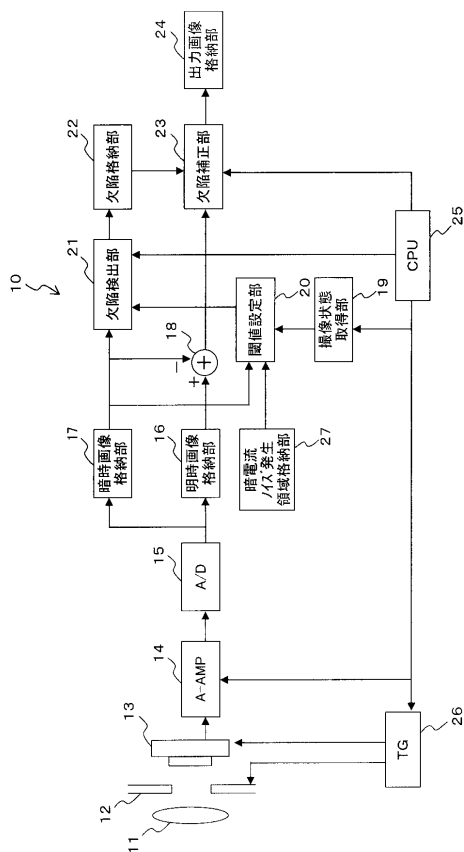 10
11
12
13
14
A-AMP
15
A/D
16
明時画像
格納部
17
暗時画像
格納部
18
+
−
+
19
撮像状態
取得部
20
閾値設定部
21
欠陥検出部
22
欠陥格納部
23
欠陥補正部
24
出力画像
格納部
25
CPU
26
TG
27
暗電流
ノイズ発生
領域格納部